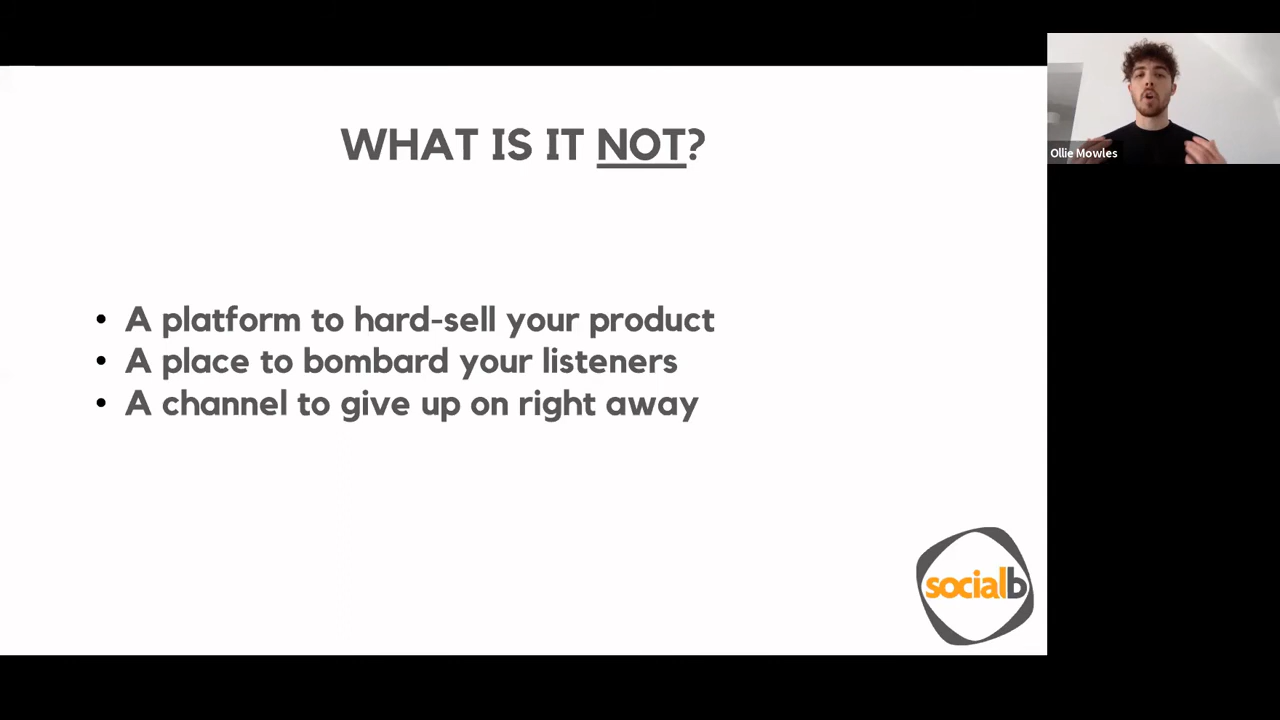 WHAT IS IT NOT?
Ollie Mowles
• A platform to hard-sell your product
• A place to bombard your listeners
• A channel to give up on right away
socialb